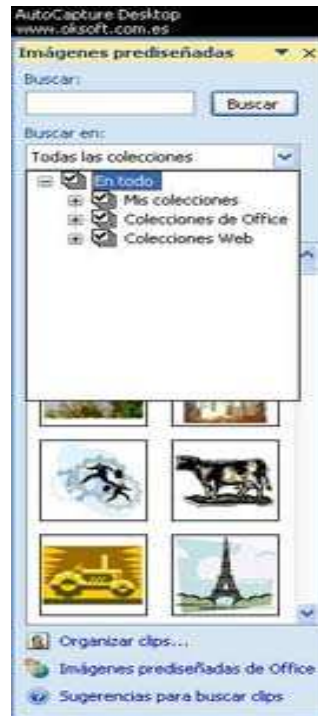 AutoCapture Desktop
www.oksoft.com.es
Imágenes prediseñadas
Buscar:
Buscar
Buscar en:
Todas las colecciones
En todo
Mis colecciones
Colecciones de Office
Colecciones Web
Organizar clips...
Imágenes prediseñadas de Office
Sugerencias para buscar clips